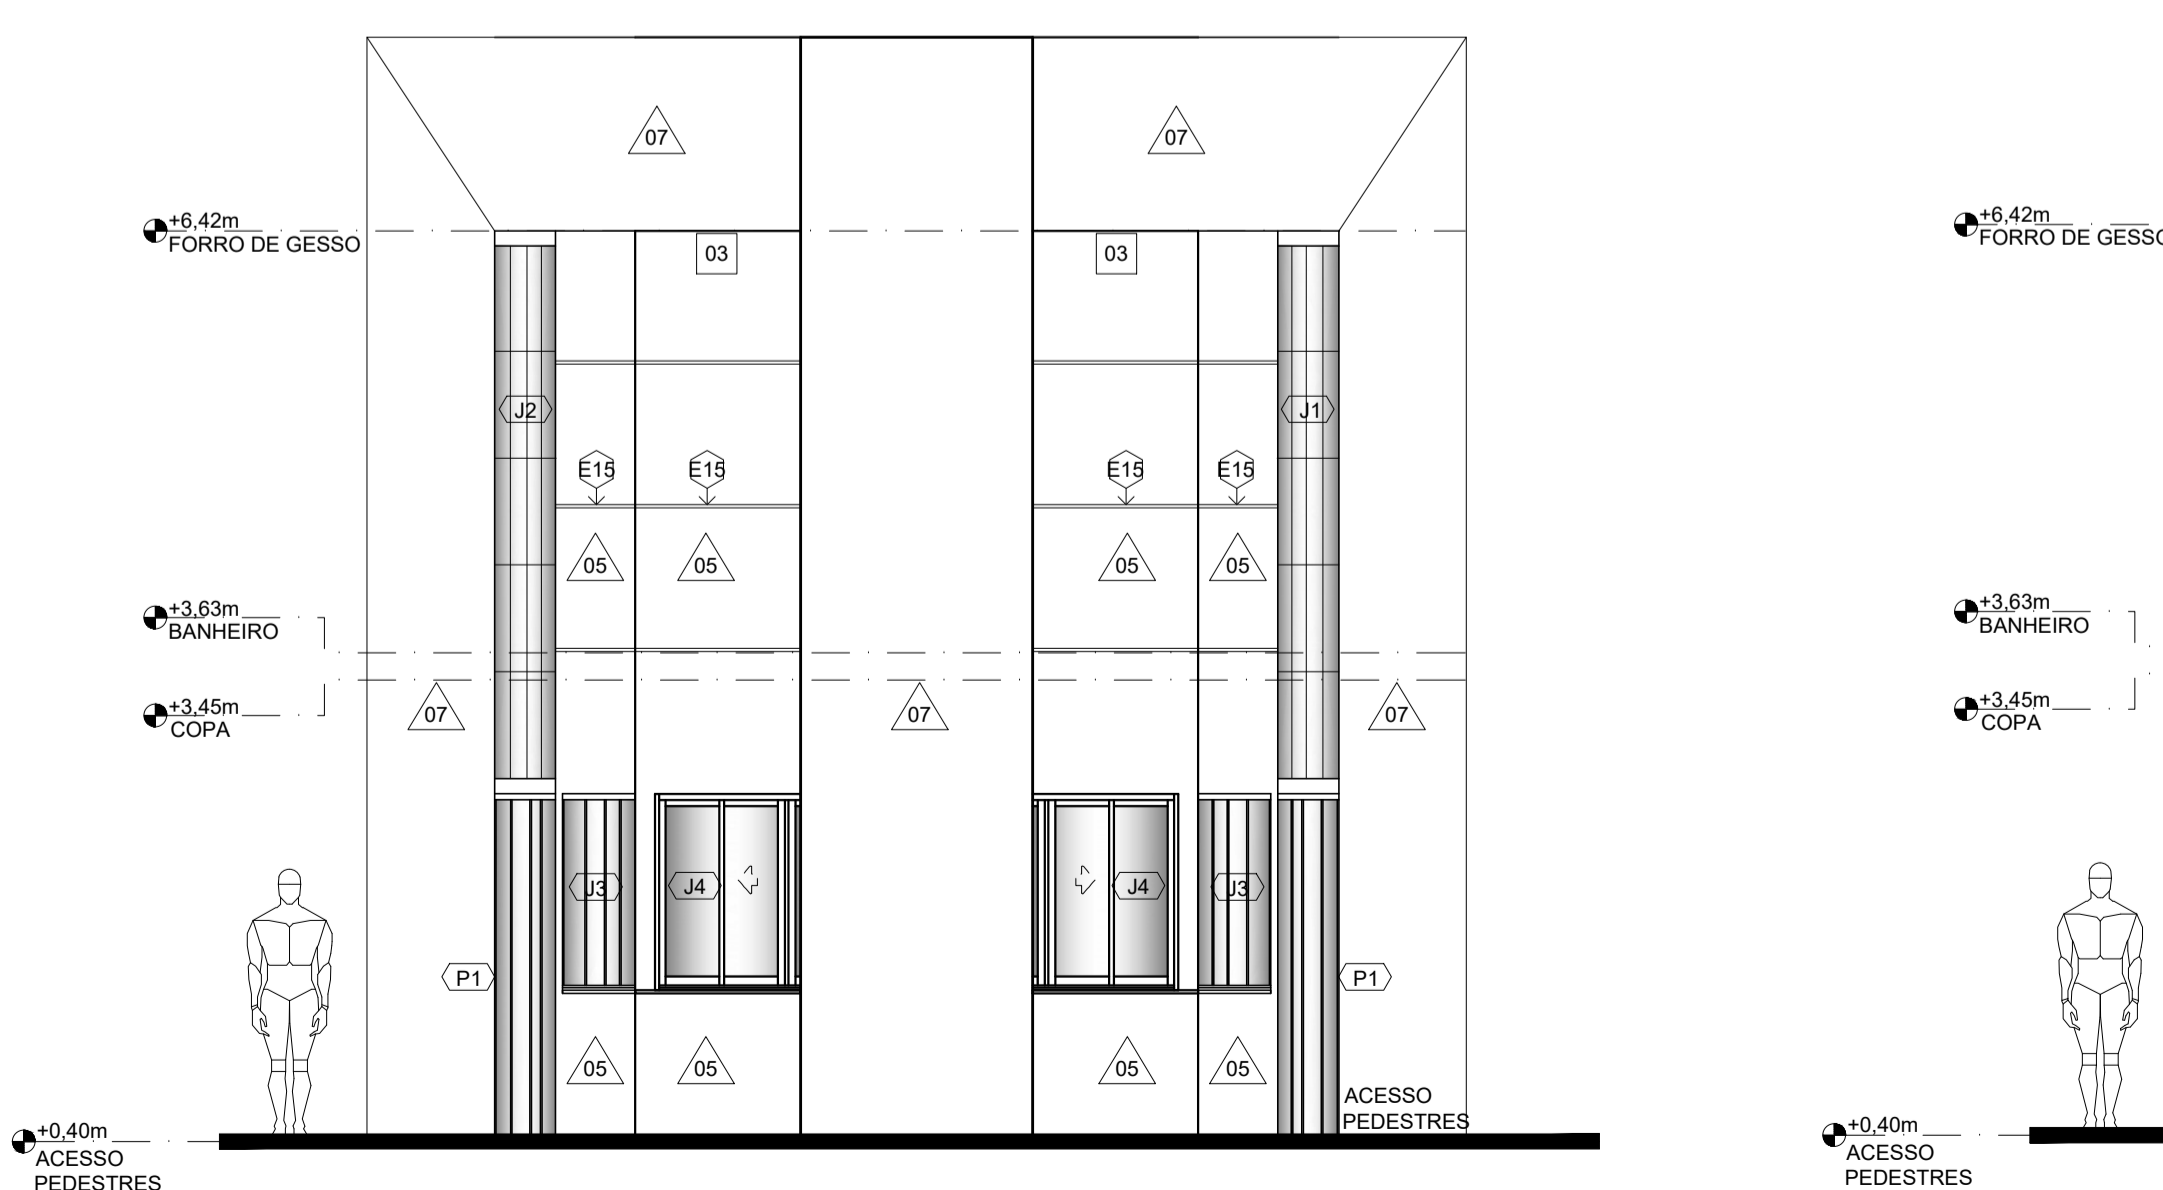 07
07
+6,42m
FORRO DE GESSO
03
03
J2
J1
E15
E15
E15
E15
05
05
05
05
+3,63m
BANHEIRO
+3,45m
COPA
07
07
07
J3
J4
J4
J3
P1
P1
05
05
05
05
ACESSO
PEDESTRES
+0,40m
ACESSO
PEDESTRES
+6,42m
FORRO DE GESSO
+3,63m
BANHEIRO
+3,45m
COPA
+0,40m
ACESSO
PEDESTRES